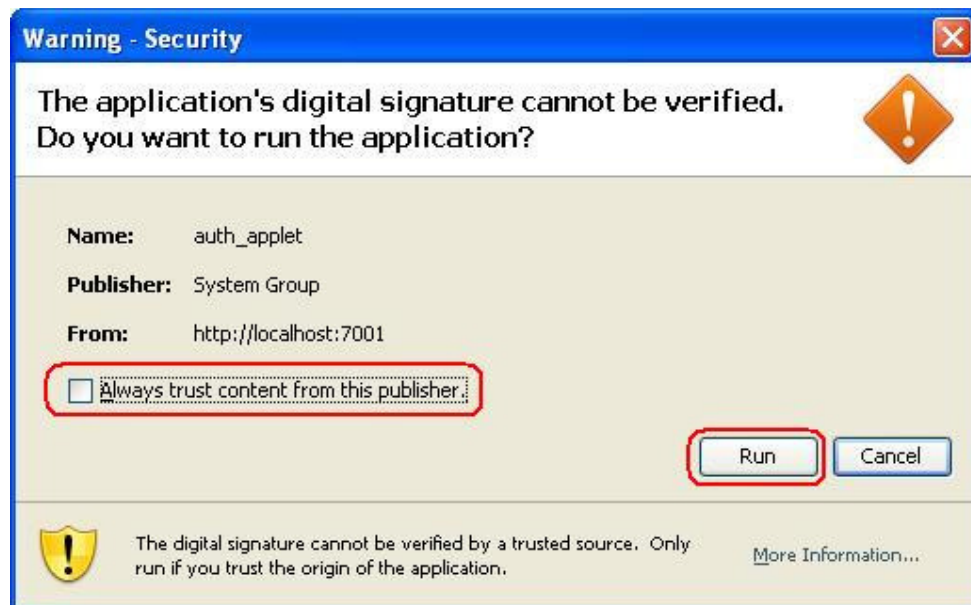 Warning - Security
The application's digital signature cannot be verified.
Do you want to run the application?
Name: auth_applet
Publisher: System Group
From: http://localhost:7001
Always trust content from this publisher.
Run Cancel
The digital signature cannot be verified by a trusted source. Only
run if you trust the origin of the application.
More Information...